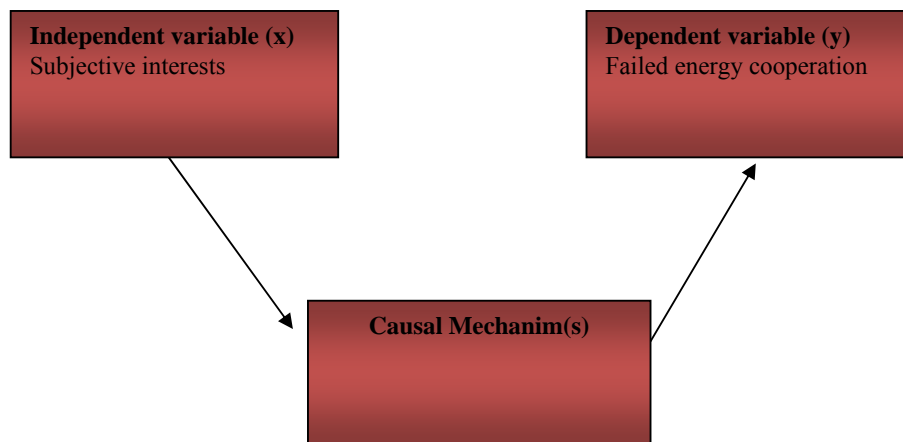 Independent variable (x)
Subjective interests
Dependent variable (y)
Failed energy cooperation
Causal Mechanim(s)